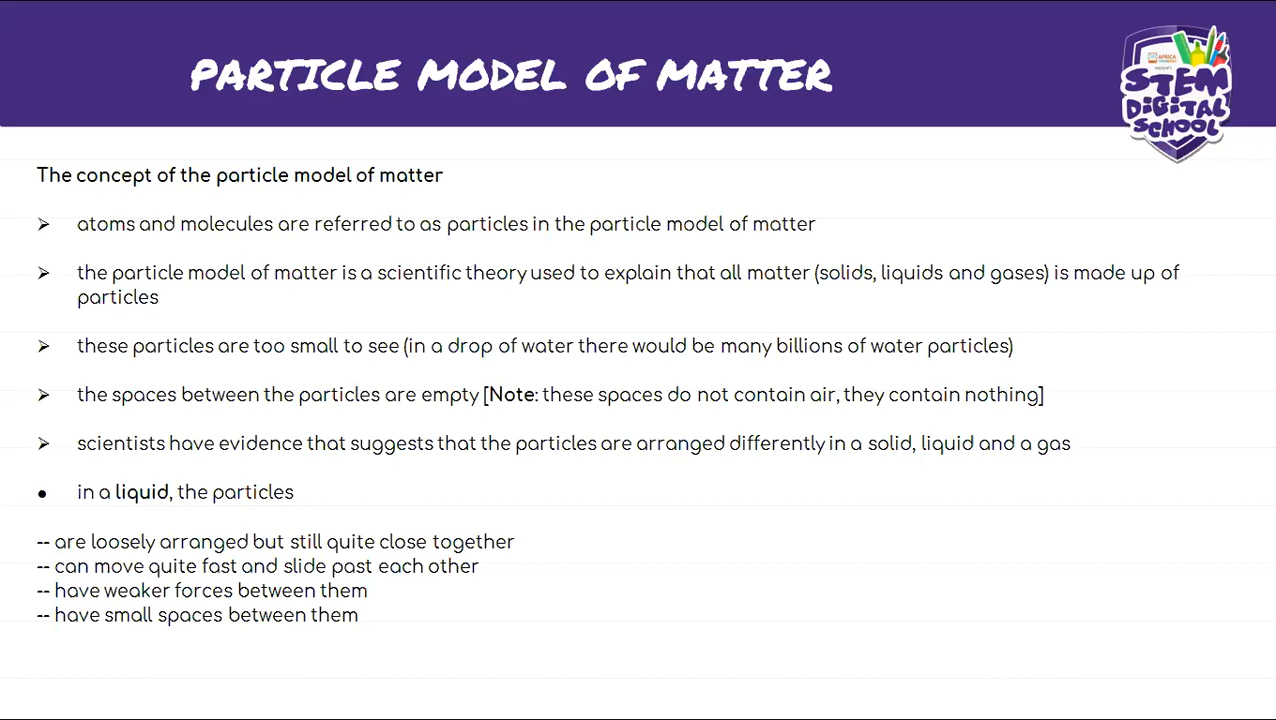 PARTICLE MODEL OF MATTER
AFRICA
PRESENTS
STEM
DIGITAL
SCHOOL
The concept of the particle model of matter
➢ atoms and molecules are referred to as particles in the particle model of matter
➢ the particle model of matter is a scientific theory used to explain that all matter (solids, liquids and gases) is made up of
particles
➢ these particles are too small to see (in a drop of water there would be many billions of water particles)
➢ the spaces between the particles are empty [Note: these spaces do not contain air, they contain nothing]
➢ scientists have evidence that suggests that the particles are arranged differently in a solid, liquid and a gas
● in a liquid, the particles
-- are loosely arranged but still quite close together
-- can move quite fast and slide past each other
-- have weaker forces between them
-- have small spaces between them